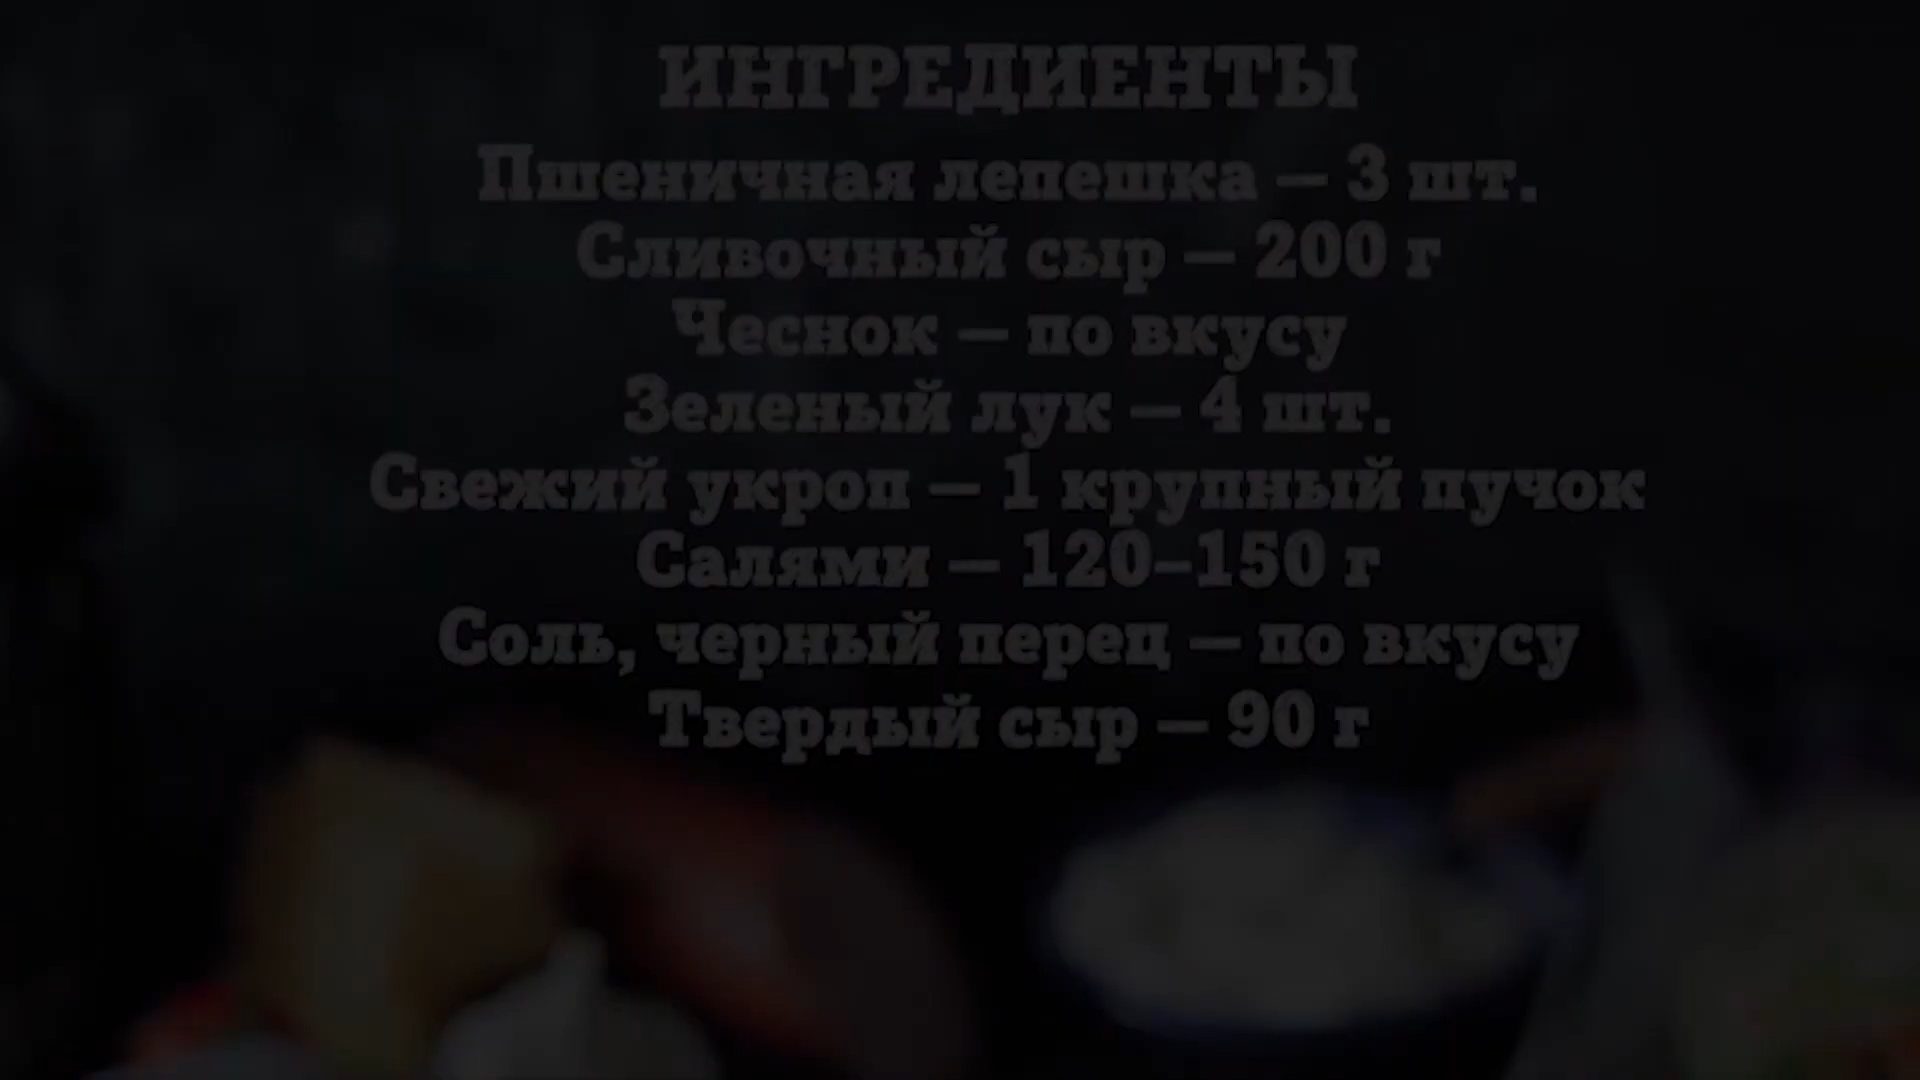 ИНГРЕДИЕНТЫ
Пшеничная лепешка — 3 шт.
Сливочный сыр — 200 г
Чеснок — по вкусу
Зеленый лук — 4 шт.
Свежий укроп — 1 крупный пучок
Салями — 120–150 г
Соль, черный перец — по вкусу
Твердый сыр — 90 г